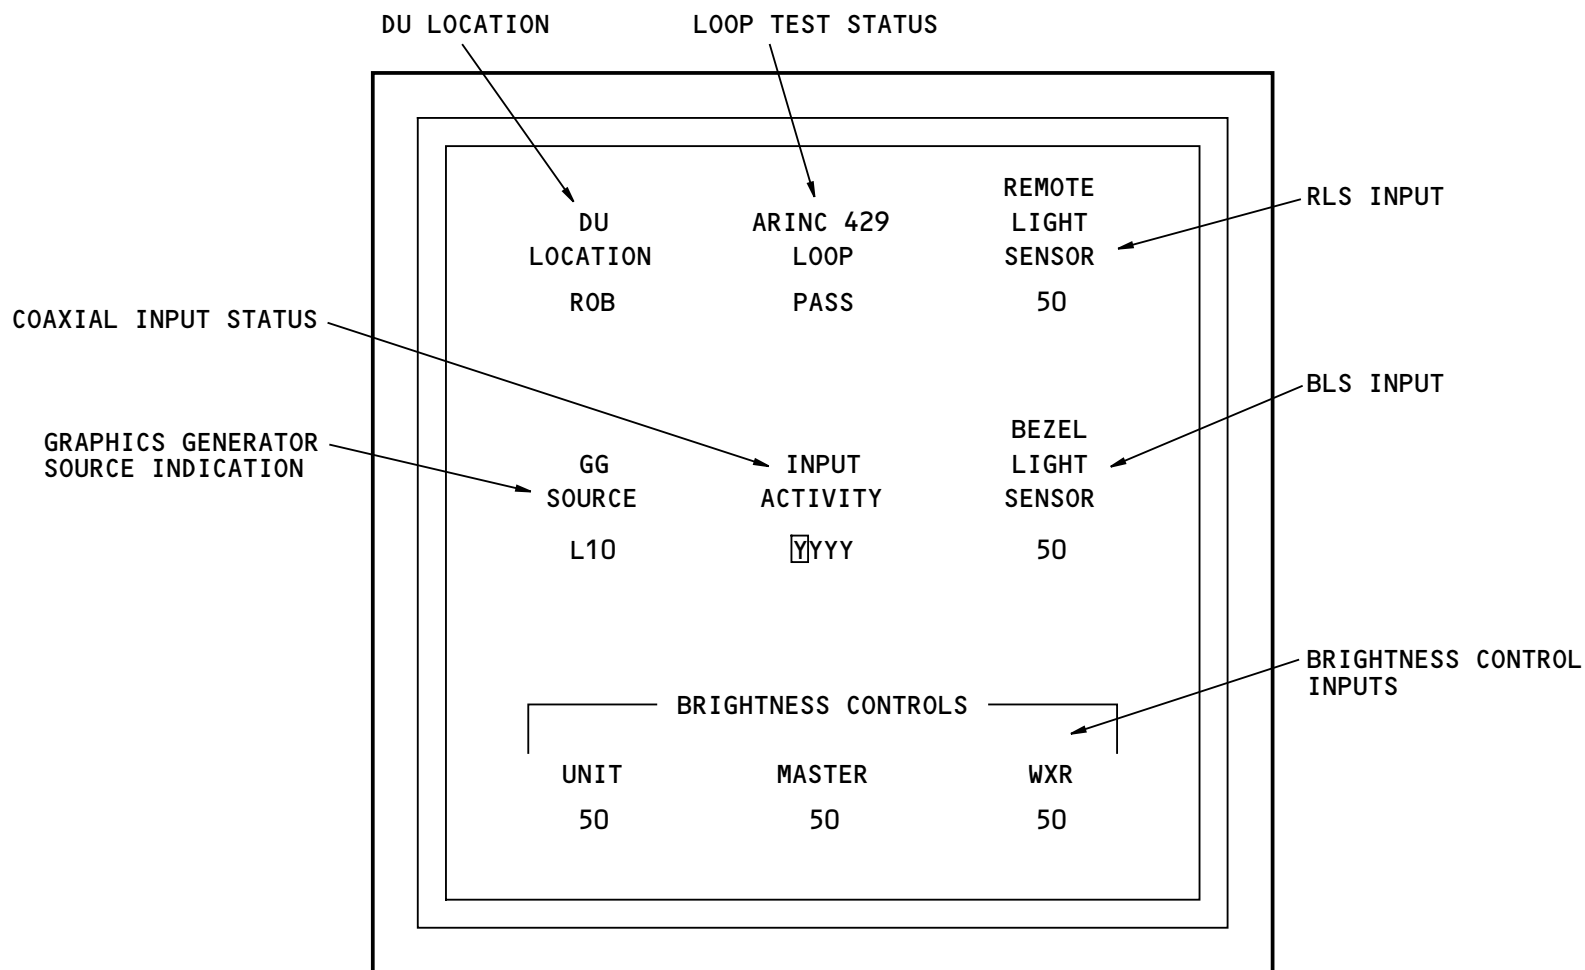 DU LOCATION
LOOP TEST STATUS
REMOTE
DU
ARINC 429
LIGHT
RLS INPUT
LOCATION
LOOP
SENSOR
ROB
PASS
50
COAXIAL INPUT STATUS
BLS INPUT
BEZEL
GRAPHICS GENERATOR
SOURCE INDICATION
GG
INPUT
LIGHT
SOURCE
ACTIVITY
SENSOR
L10
YYYY
50
BRIGHTNESS CONTROL
INPUTS
BRIGHTNESS CONTROLS
UNIT
MASTER
WXR
50
50
50